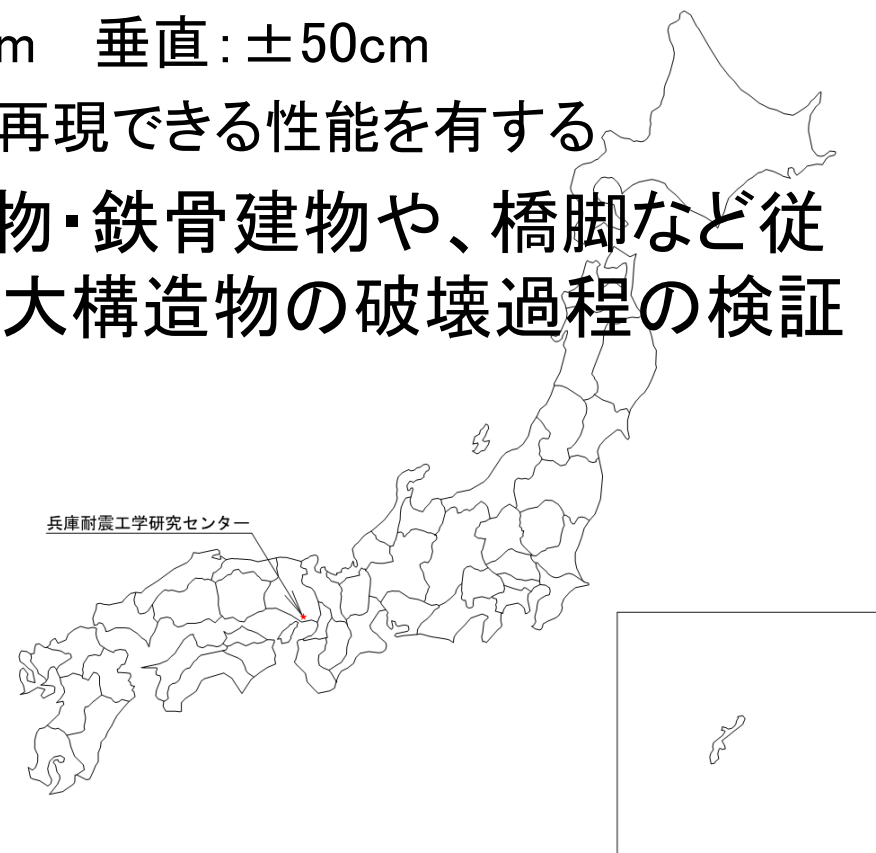 m 垂直:±50cm
再現できる性能を有する
物・鉄骨建物や、橋脚など従
大構造物の破壊過程の検証
兵庫耐震工学研究センター